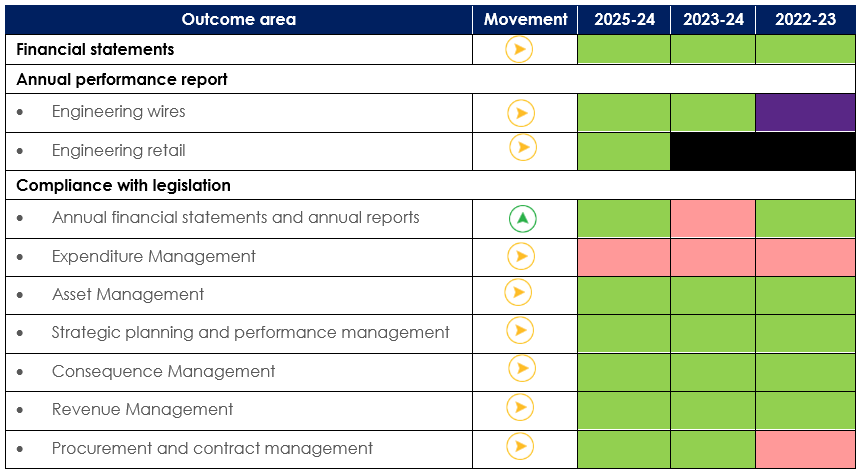 Outcome area Movement 2025-24 2023-24 2022-23
Financial statements
Annual performance report
• Engineering wires
• Engineering retail
Compliance with legislation
• Annual financial statements and annual reports
• Expenditure Management
• Asset Management
• Strategic planning and performance management
• Consequence Management
• Revenue Management
• Procurement and contract management